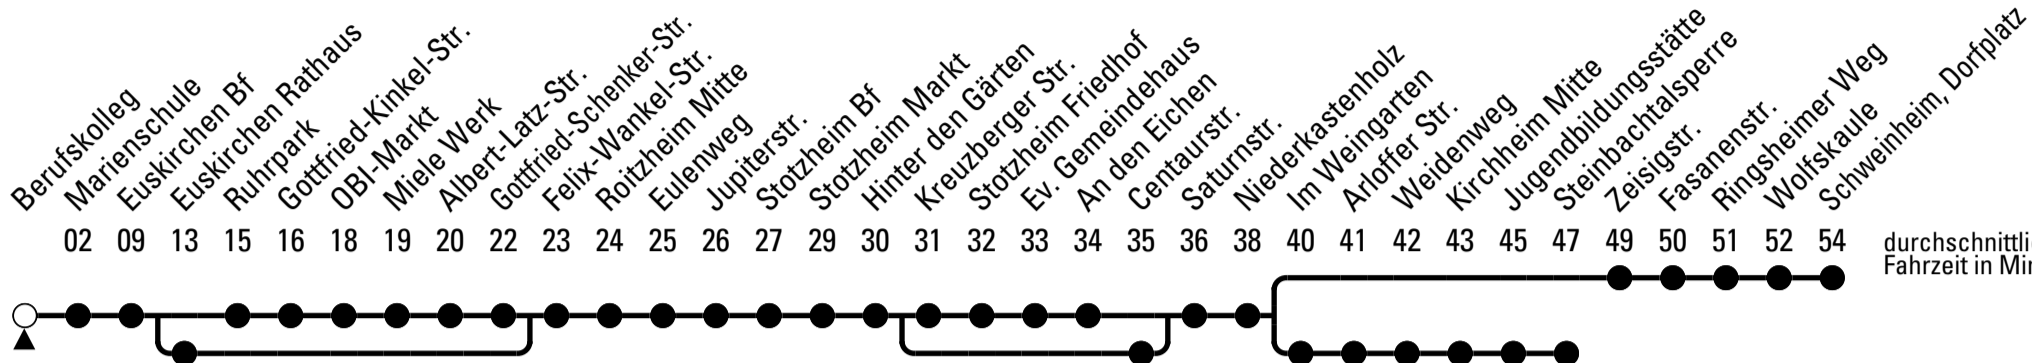 Berufskolleg
Marienschule
Euskirchen Bf
Euskirchen Rathaus
Ruhrpark
Gottfried-Kinkel-Str.
OBI-Markt
Miele Werk
Albert-Latz-Str.
Gottfried-Schenker-Str.
Felix-Wankel-Str.
Roitzheim Mitte
Eulenweg
Jupiterstr.
Stotzheim Bf
Stotzheim Markt
Hinter den Gärten
Kreuzberger Str.
Stotzheim Friedhof
Ev. Gemeindehaus
An den Eichen
Centaurstr.
Saturnstr.
Niederkastenholz
Im Weingarten
Arloffer Str.
Weidenweg
Kirchheim Mitte
Jugendbildungsstätte
Steinbachtalsperre
Zeisigstr.
Fasanenstr.
Ringsheimer Weg
Wolfskaule
Schweinheim, Dorfplatz
02 09 13 15 16 18 19 20 22 23 24 25 26 27 29 30 31 32 33 34 35 36 38 40 41 42 43 45 47 49 50 51 52 54
durchschnittli
Fahrzeit in Min